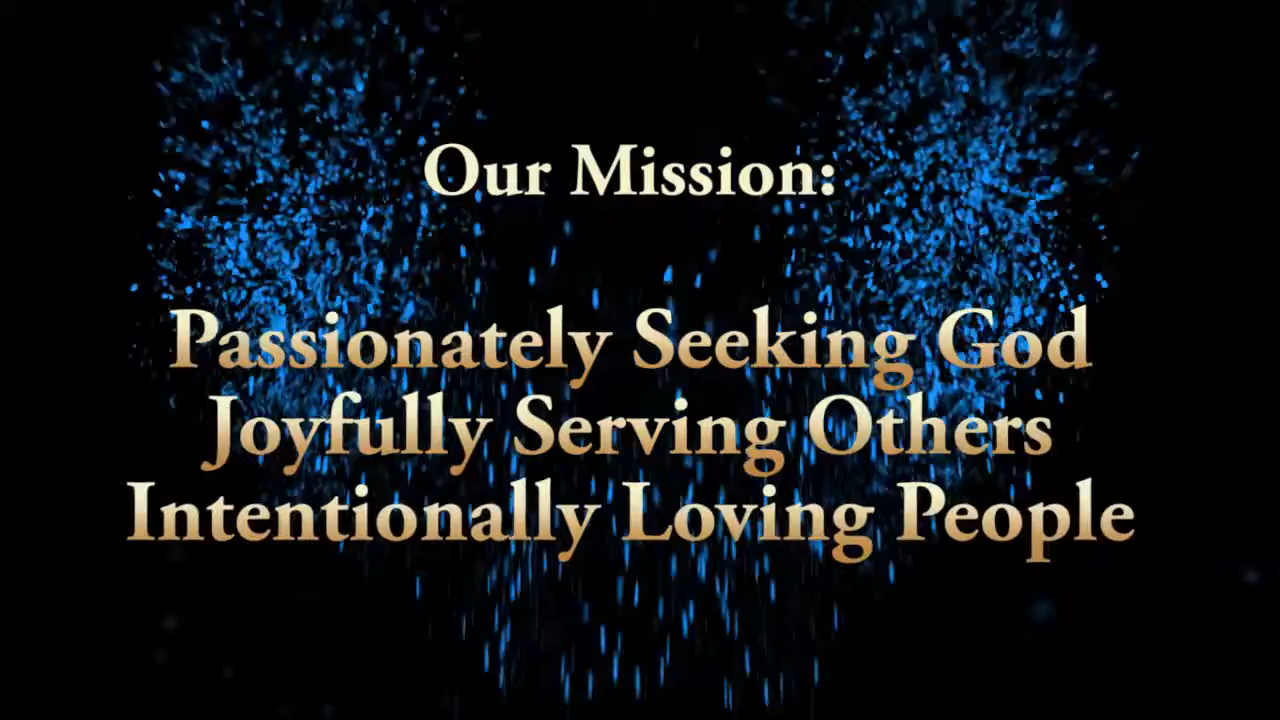 Our Mission:
Passionately Seeking God
Joyfully Serving Others
Intentionally Loving People